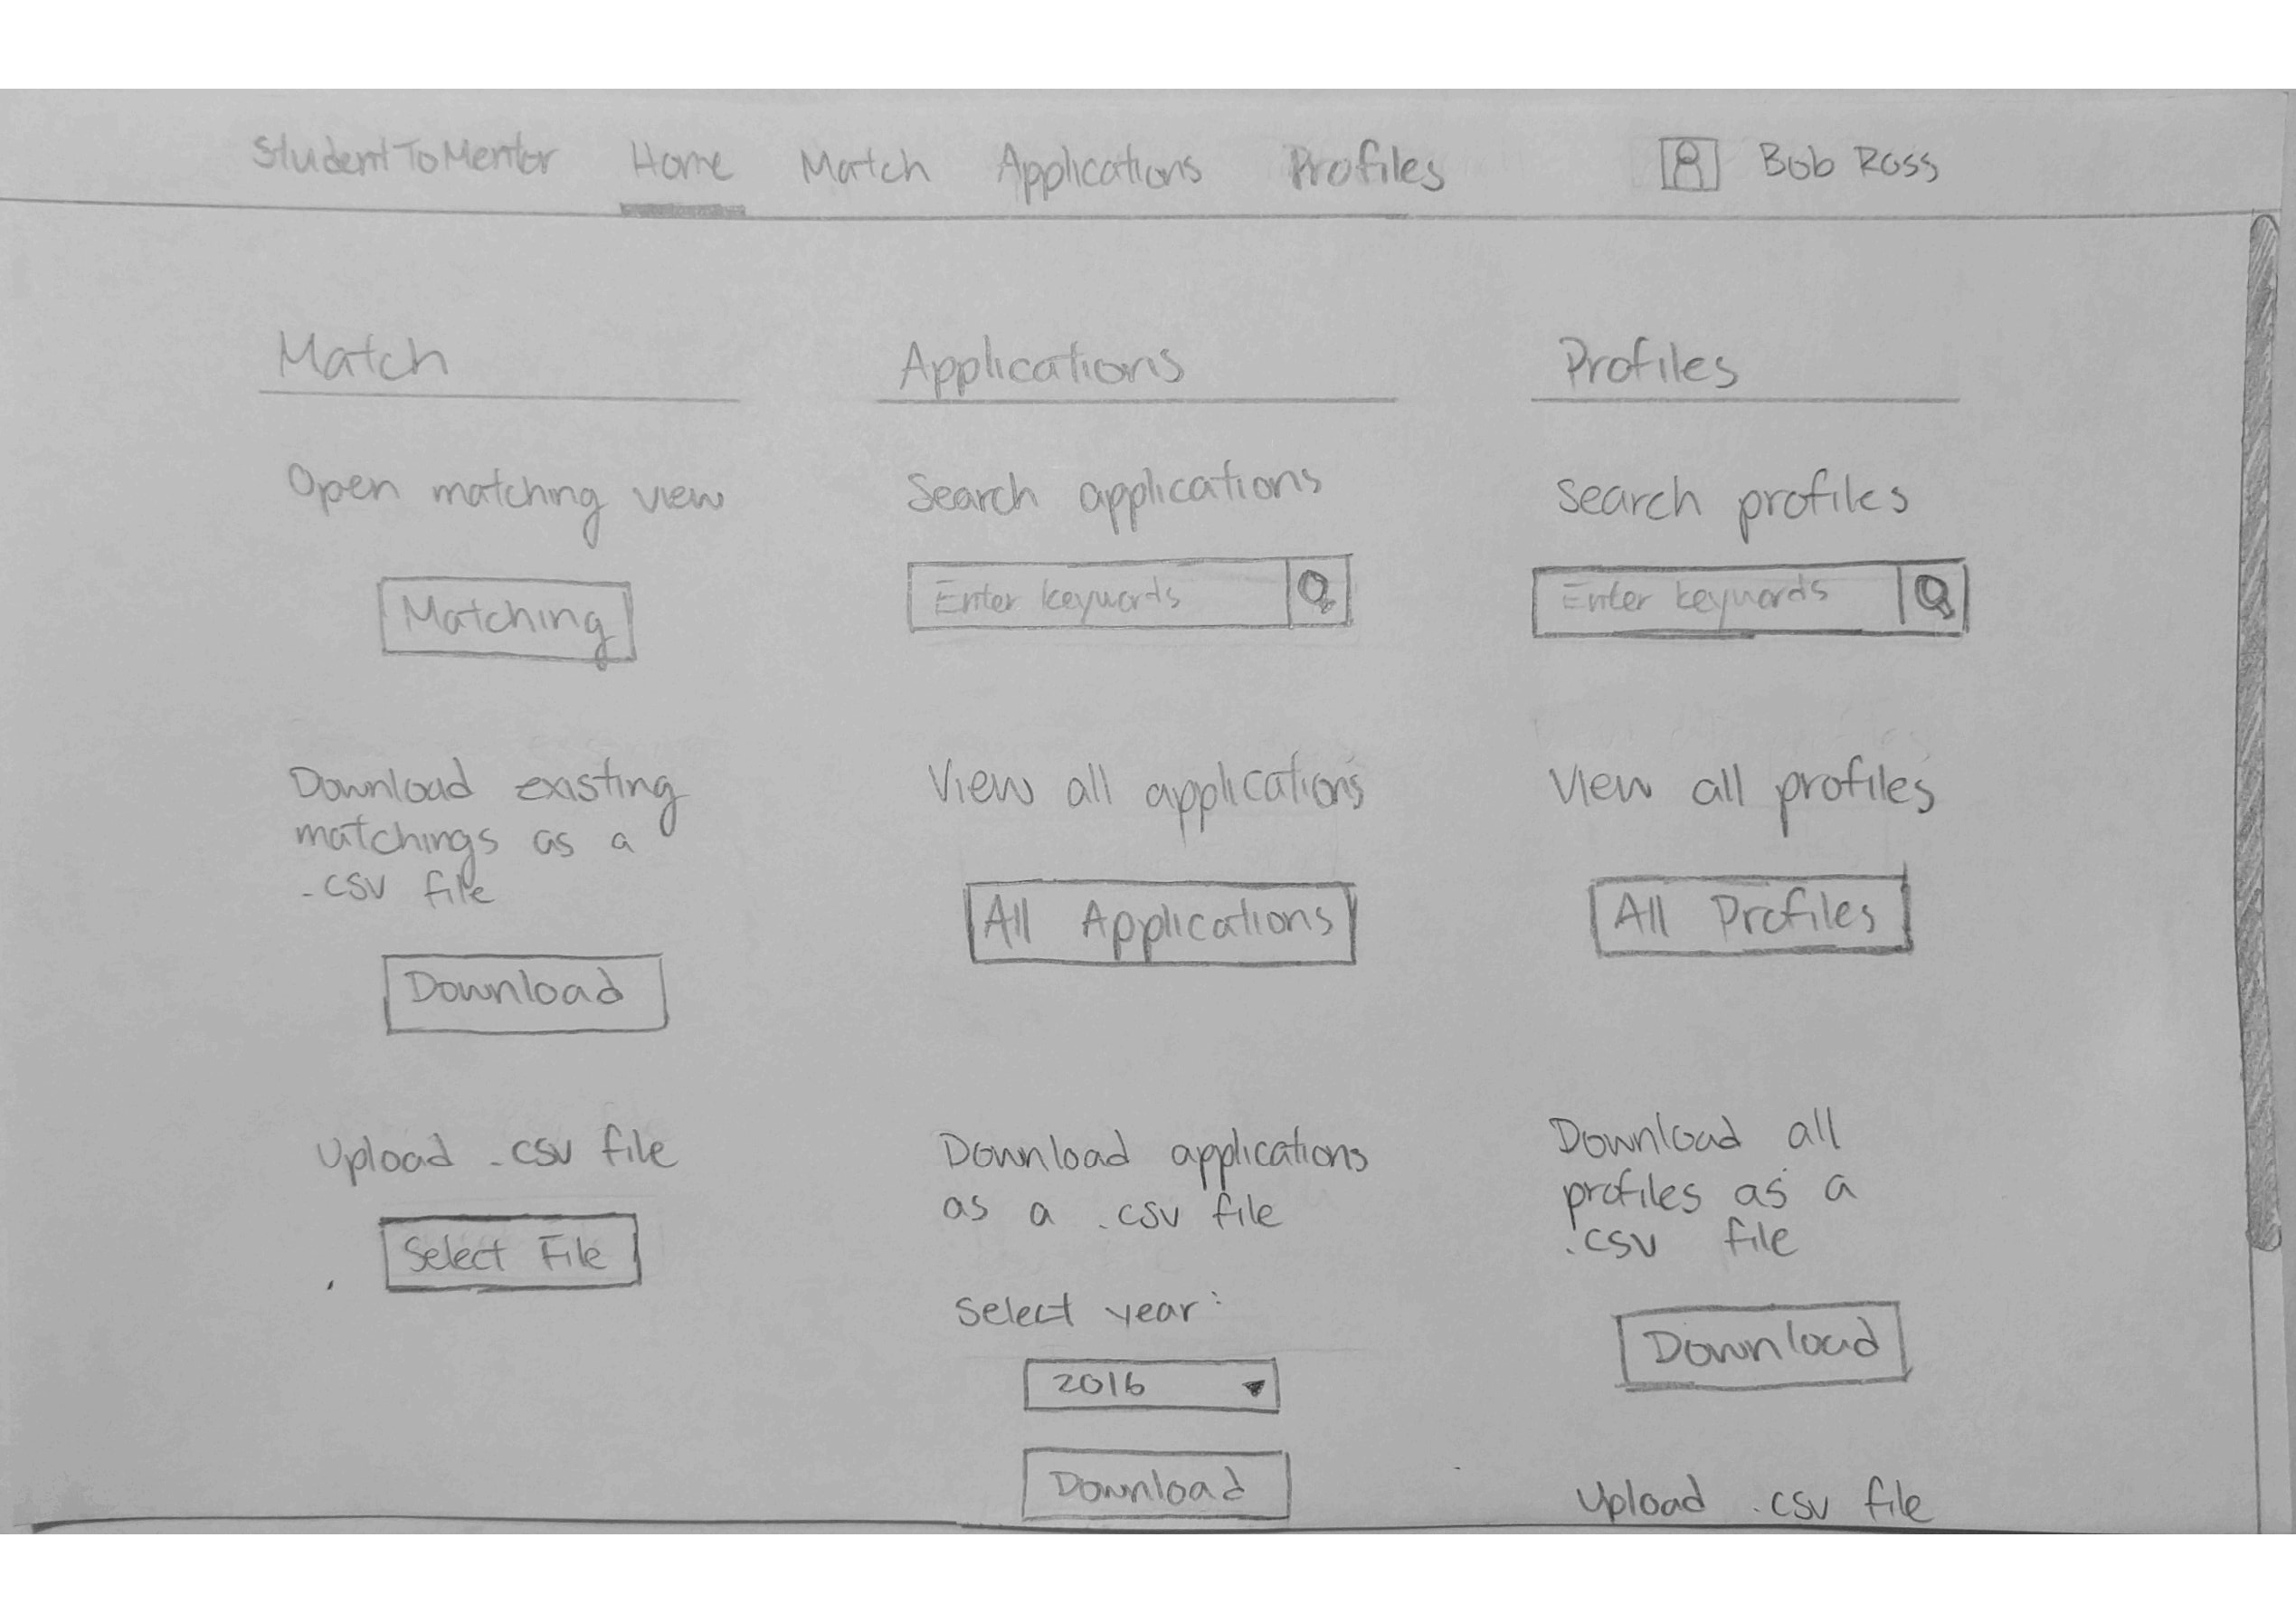 StudentToMentor Home Match Applications Profiles Bob Ross
Match
Open matching view
Matching
Download existing
matchings as a
.csv file
Download
Upload .csv file
Select File
Applications
Search applications
Enter keywords
View all applications
All Applications
Download applications
as a .csv file
Select year:
2016
Download
Profiles
Search profiles
Enter keywords
View all profiles
All Profiles
Download all
profiles as a
.csv file
Download
Upload .csv file